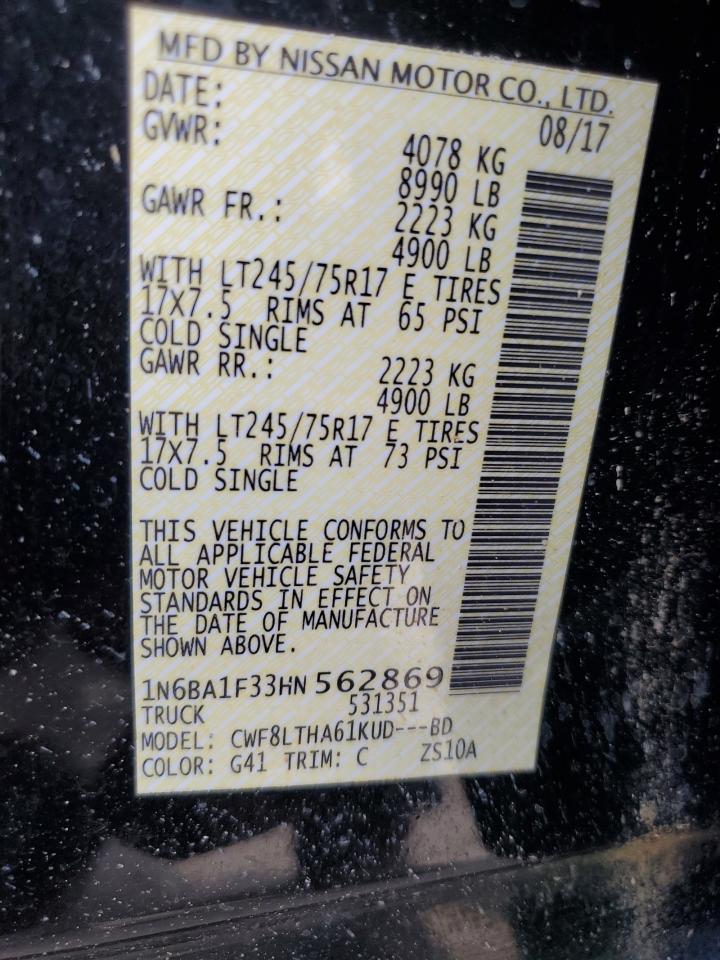 MFD BY NISSAN MOTOR CO., LTD.
DATE: 08/17
GVWR: 4078 KG
8990 LB
GAWR FR.: 2223 KG
4900 LB
WITH LT245/75R17 E TIRES
17X7.5 RIMS AT 65 PSI
COLD SINGLE
GAWR RR.: 2223 KG
4900 LB
WITH LT245/75R17 E TIRES
17X7.5 RIMS AT 73 PSI
COLD SINGLE
THIS VEHICLE CONFORMS TO
ALL APPLICABLE FEDERAL
MOTOR VEHICLE SAFETY
STANDARDS IN EFFECT ON
THE DATE OF MANUFACTURE
SHOWN ABOVE.
1N6BA1F33HN 562869
TRUCK 531351
MODEL: CWF8LTHA61KUD---BD
COLOR: G41 TRIM: C ZS10A